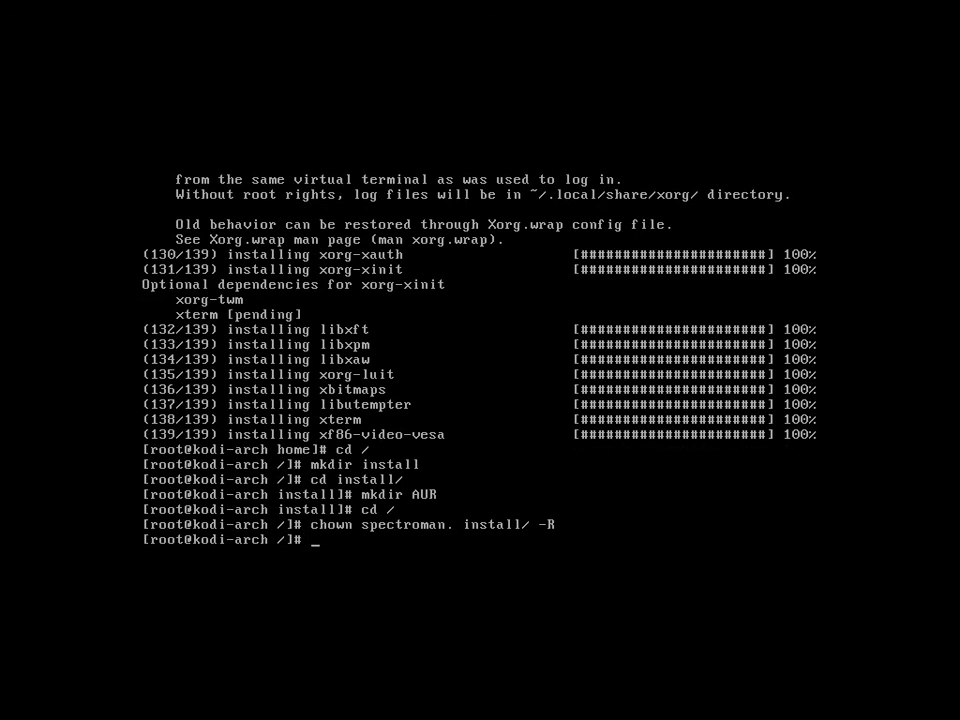 from the same virtual terminal as was used to log in.
Without root rights, log files will be in ~/.local/share/xorg/ directory.
Old behavior can be restored through Xorg.wrap config file.
See Xorg.wrap man page (man xorg.wrap).
(130/139) installing xorg-xauth [######################] 100%
(131/139) installing xorg-xinit [######################] 100%
Optional dependencies for xorg-xinit
xorg-twm
xterm [pending]
(132/139) installing libxft [######################] 100%
(133/139) installing libxpm [######################] 100%
(134/139) installing libxaw [######################] 100%
(135/139) installing xorg-luit [######################] 100%
(136/139) installing xbitmaps [######################] 100%
(137/139) installing libutempter [######################] 100%
(138/139) installing xterm [######################] 100%
(139/139) installing xf86-video-vesa [######################] 100%
[root@kodi-arch home]# cd /
[root@kodi-arch /]# mkdir install
[root@kodi-arch /]# cd install/
[root@kodi-arch install]# mkdir AUR
[root@kodi-arch install]# cd /
[root@kodi-arch /]# chown spectroman. install/ -R
[root@kodi-arch /]# _